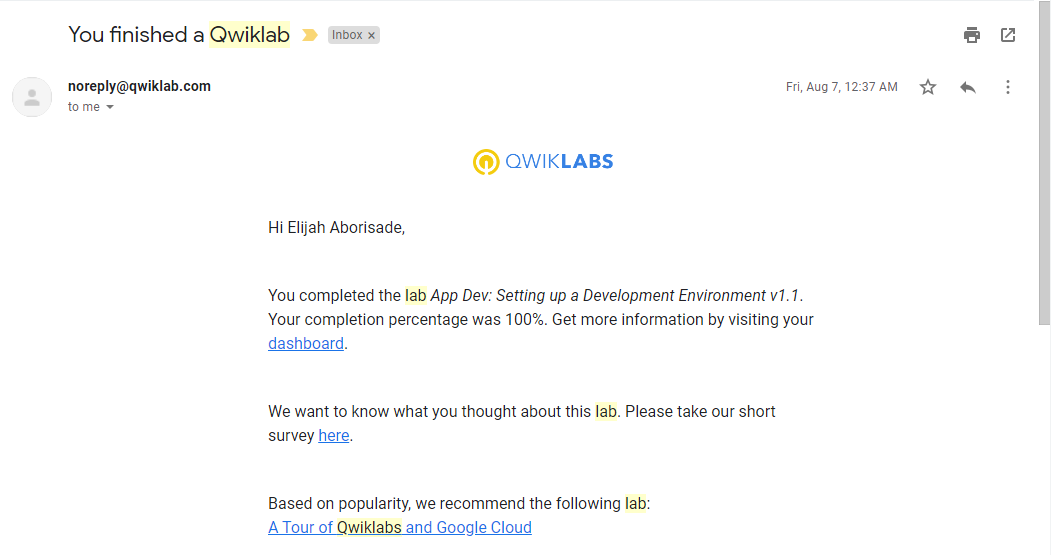 You finished a Qwiklab
Inbox ×
noreply@qwiklab.com
Fri, Aug 7, 12:37 AM
to me
QWIKLABS
Hi Elijah Aborisade,
You completed the lab App Dev: Setting up a Development Environment v1.1.
Your completion percentage was 100%. Get more information by visiting your
dashboard.
We want to know what you thought about this lab. Please take our short
survey here.
Based on popularity, we recommend the following lab:
A Tour of Qwiklabs and Google Cloud